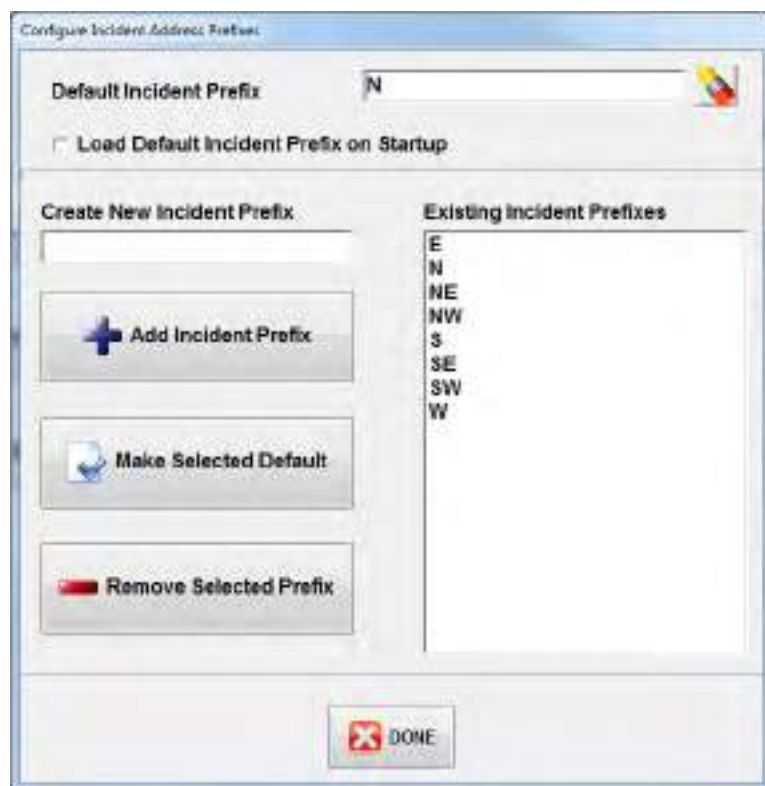 Configure Incident Address Prefixes
Default Incident Prefix N
Load Default Incident Prefix on Startup
Create New Incident Prefix
Existing Incident Prefixes
E
N
NE
NW
S
SE
SW
W
Add Incident Prefix
Make Selected Default
Remove Selected Prefix
DONE